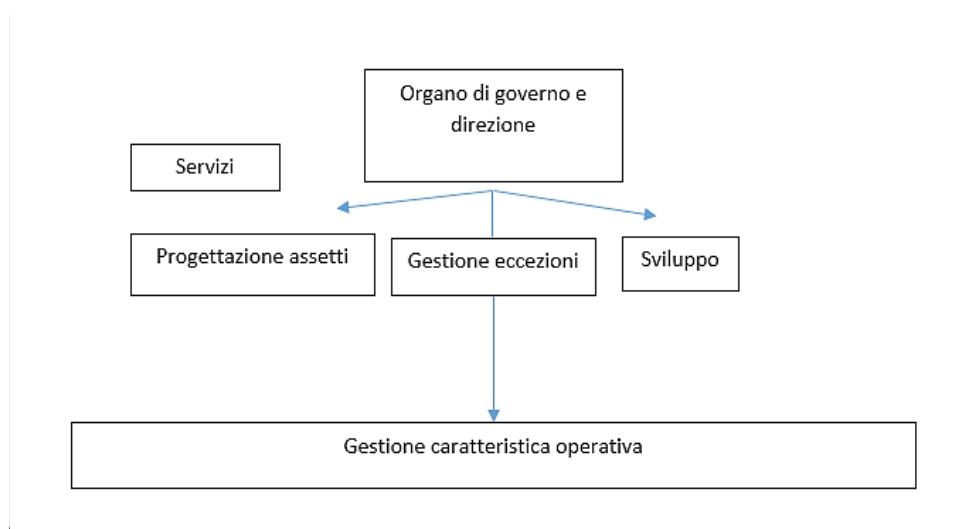 Organo di governo e
direzione
Servizi
Progettazione assetti
Gestione eccezioni
Sviluppo
Gestione caratteristica operativa